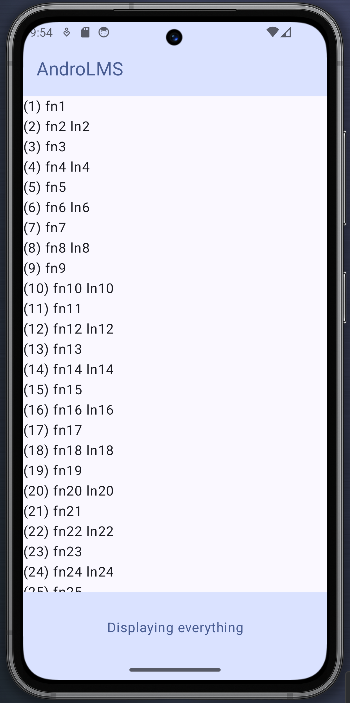 9:54
AndroLMS
(1) fn1
(2) fn2 ln2
(3) fn3
(4) fn4 ln4
(5) fn5
(6) fn6 ln6
(7) fn7
(8) fn8 ln8
(9) fn9
(10) fn10 ln10
(11) fn11
(12) fn12 ln12
(13) fn13
(14) fn14 ln14
(15) fn15
(16) fn16 ln16
(17) fn17
(18) fn18 ln18
(19) fn19
(20) fn20 ln20
(21) fn21
(22) fn22 ln22
(23) fn23
(24) fn24 ln24
(25) fn25
Displaying everything